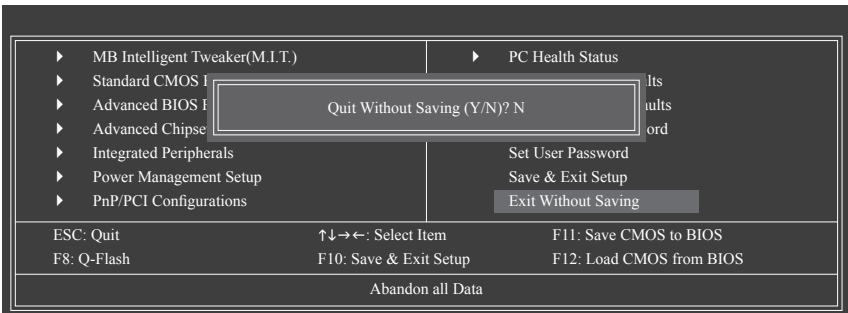 MB Intelligent Tweaker(M.I.T.)
PC Health Status
Standard CMOS
Advanced BIOS
Advanced
Quit Without Saving (Y/N)? N
Integrated Peripherals
Set User Password
Power Management Setup
Save & Exit Setup
PnP/PCI Configurations
Exit Without Saving
ESC: Quit
↑↓→←: Select Item
F11: Save CMOS to BIOS
F8: Q-Flash
F10: Save & Exit Setup
F12: Load CMOS from BIOS
Abandon all Data